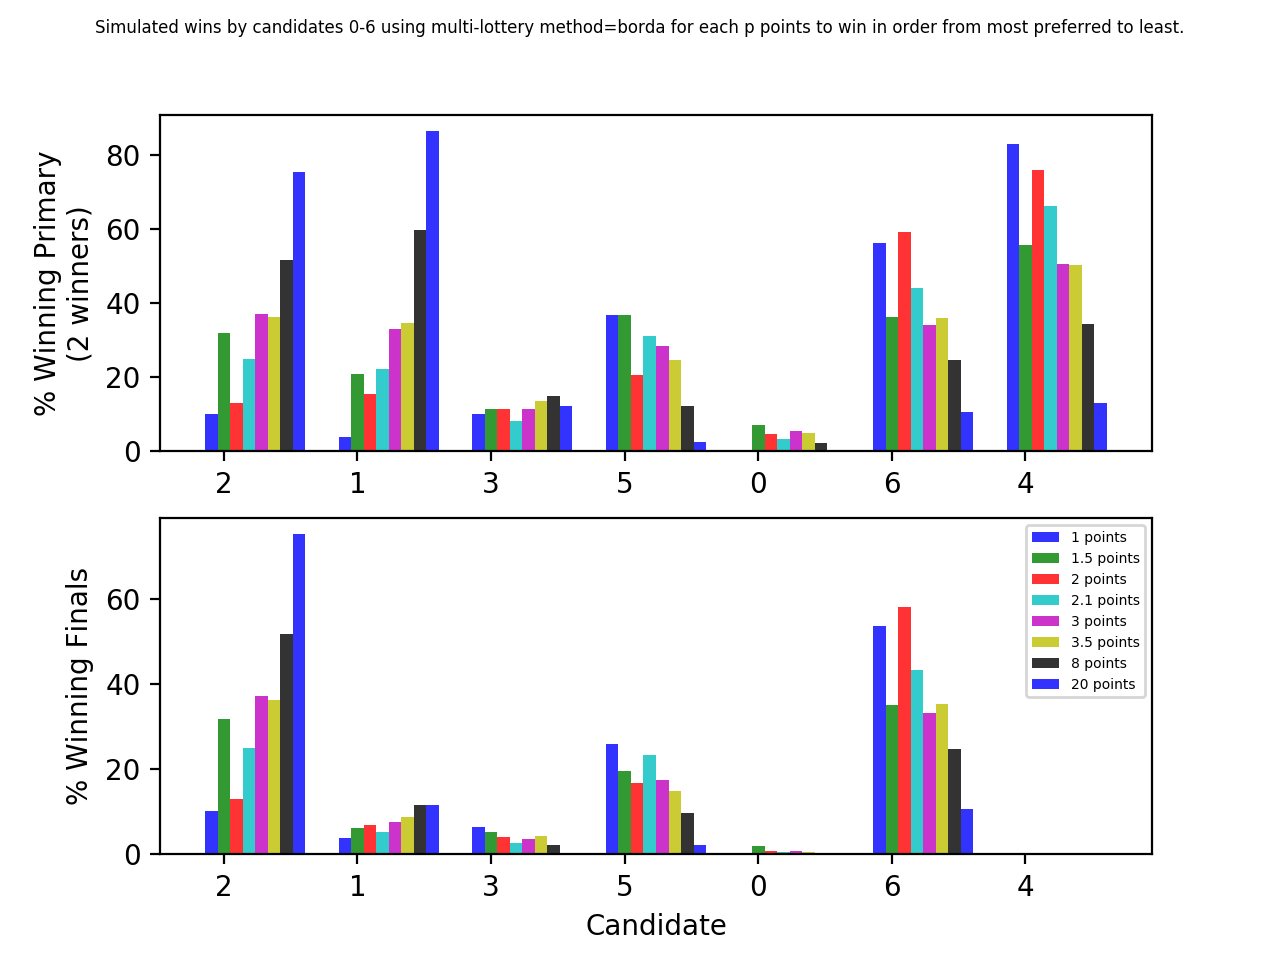 Simulated wins by candidates 0-6 using multi-lottery method=borda for each p points to win in order from most preferred to least.
% Winning Primary
(2 winners)
80
60
40
20
0
2 1 3 5 0 6 4
% Winning Finals
60
40
20
0
1 points
1.5 points
2 points
2.1 points
3 points
3.5 points
8 points
20 points
2 1 3 5 0 6 4
Candidate